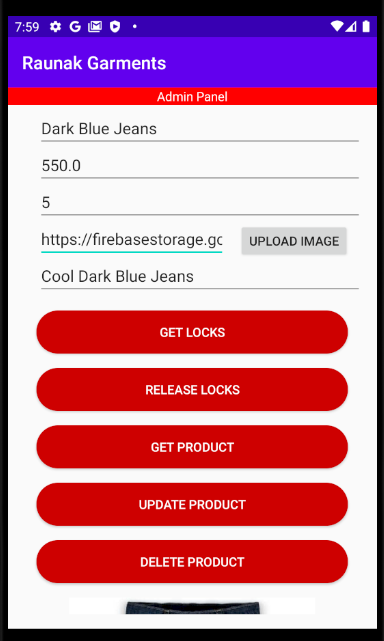 7:59
Raunak Garments
Admin Panel
Dark Blue Jeans
550.0
5
https://firebasestorage.gc UPLOAD IMAGE
Cool Dark Blue Jeans
GET LOCKS
RELEASE LOCKS
GET PRODUCT
UPDATE PRODUCT
DELETE PRODUCT